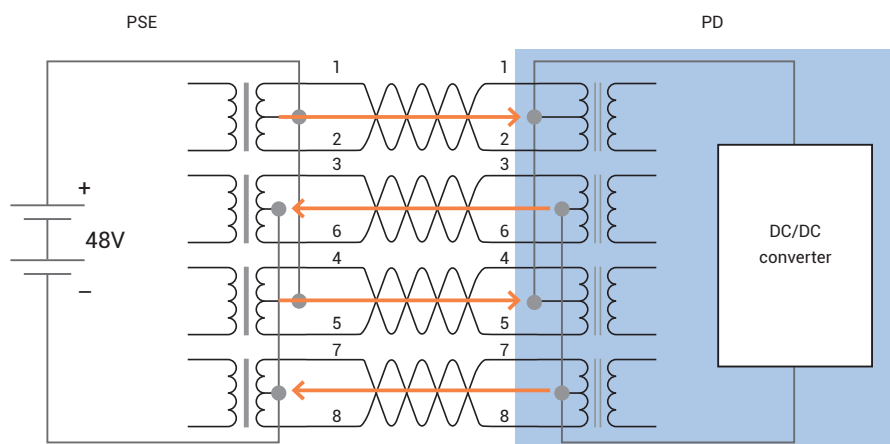 PSE
PD
1 1
2 2
3 3
+
6 6
48V
DC/DC
converter
4 4
−
5 5
7 7
8 8